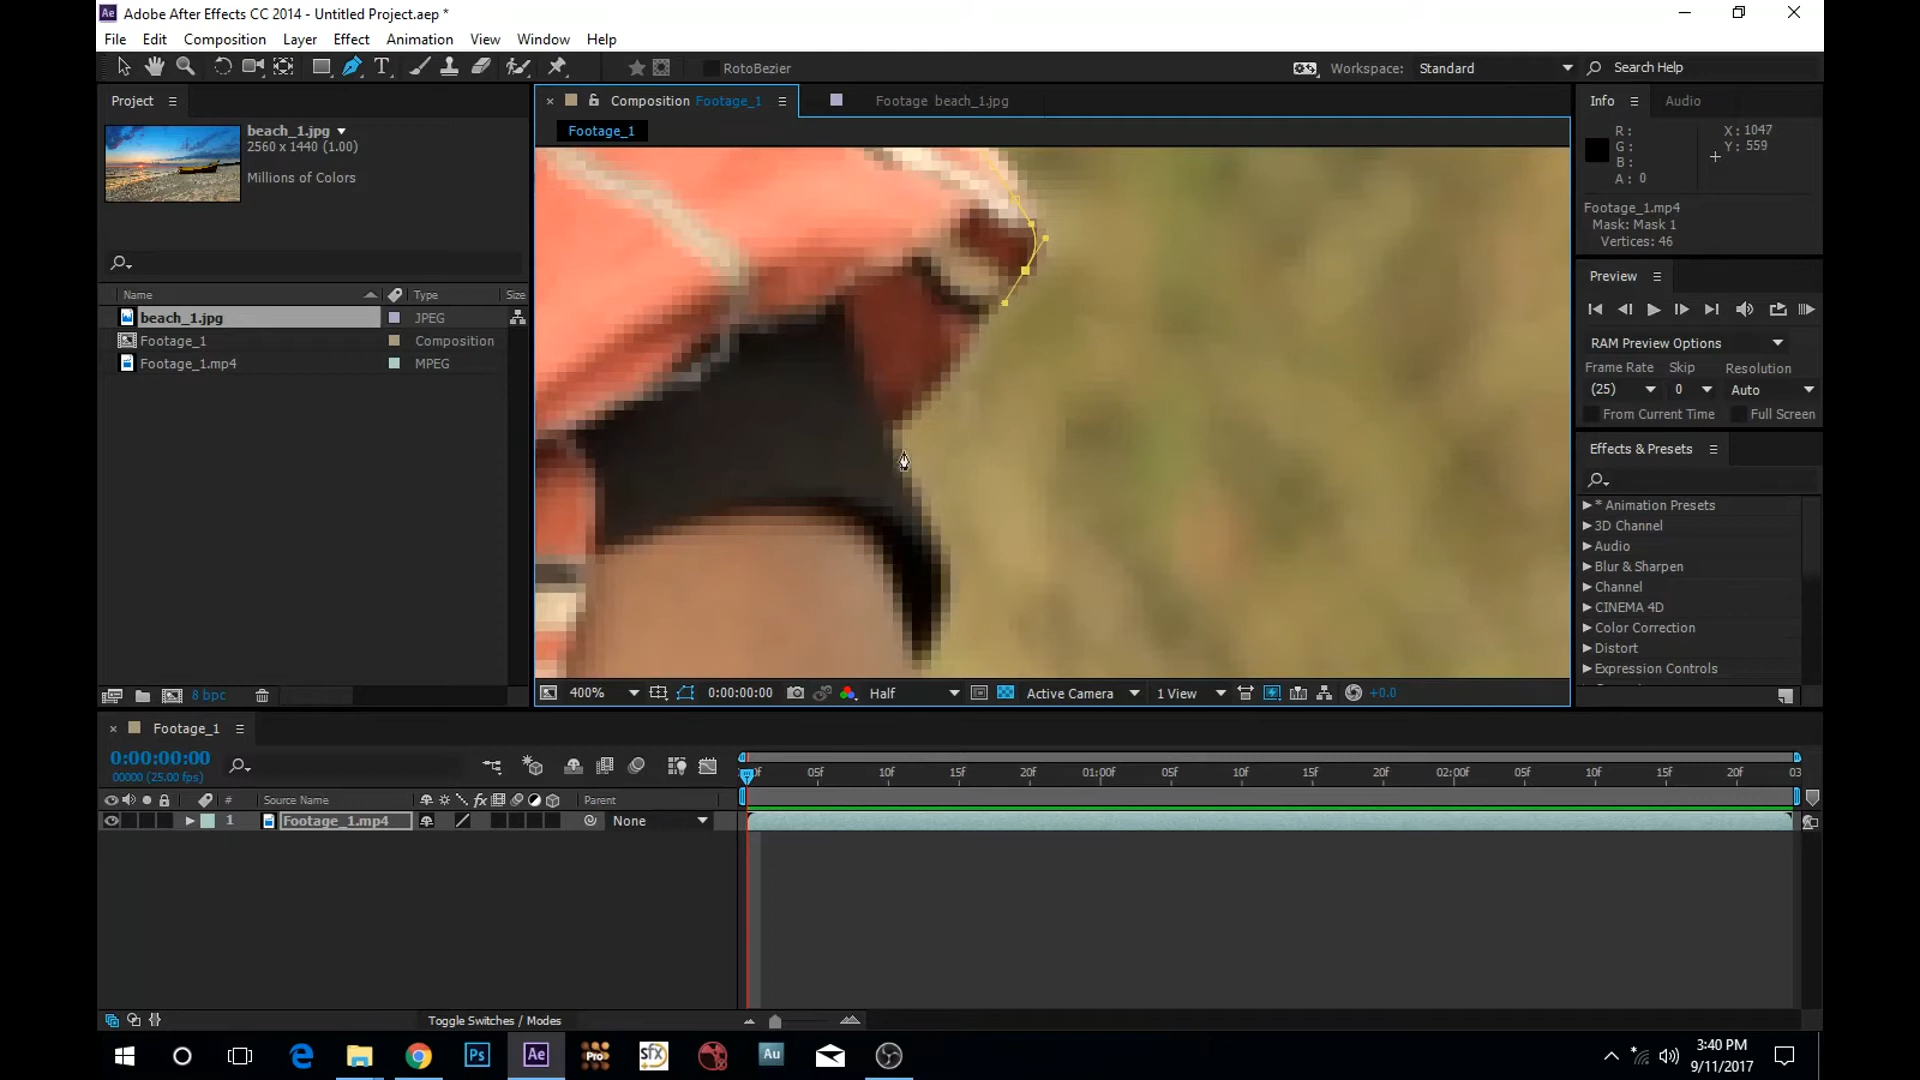 Ae Adobe After Effects CC 2014 - Untitled Project.aep *
File Edit Composition Layer Effect Animation View Window Help
T RotoBezier Workspace: Standard Search Help
Project
Composition Footage_1 Footage beach_1.jpg
Info Audio
beach_1.jpg
2560 x 1440 (1.00)
Millions of Colors
Footage_1
R:
G:
B:
A: 0
X: 1047
Y: 559
Footage_1.mp4
Mask: Mask 1
Vertices: 46
Preview
Name Type Size
beach_1.jpg JPEG
Footage_1 Composition
Footage_1.mp4 MPEG
RAM Preview Options
Frame Rate Skip Resolution
(25) 0 Auto
From Current Time Full Screen
Effects & Presets
* Animation Presets
3D Channel
Audio
Blur & Sharpen
Channel
CINEMA 4D
Color Correction
Distort
Expression Controls
8 bpc
400% 0:00:00:00 Half Active Camera 1 View +0.0
Footage_1
0:00:00:00
00000 (25.00 fps)
05f 10f 15f 20f 01:00f 05f 10f 15f 20f 02:00f 05f 10f 15f 20f 03
# Source Name fx Parent
1 Footage_1.mp4 None
Toggle Switches / Modes
Ps Ae Pro sfx Au
3:40 PM
9/11/2017